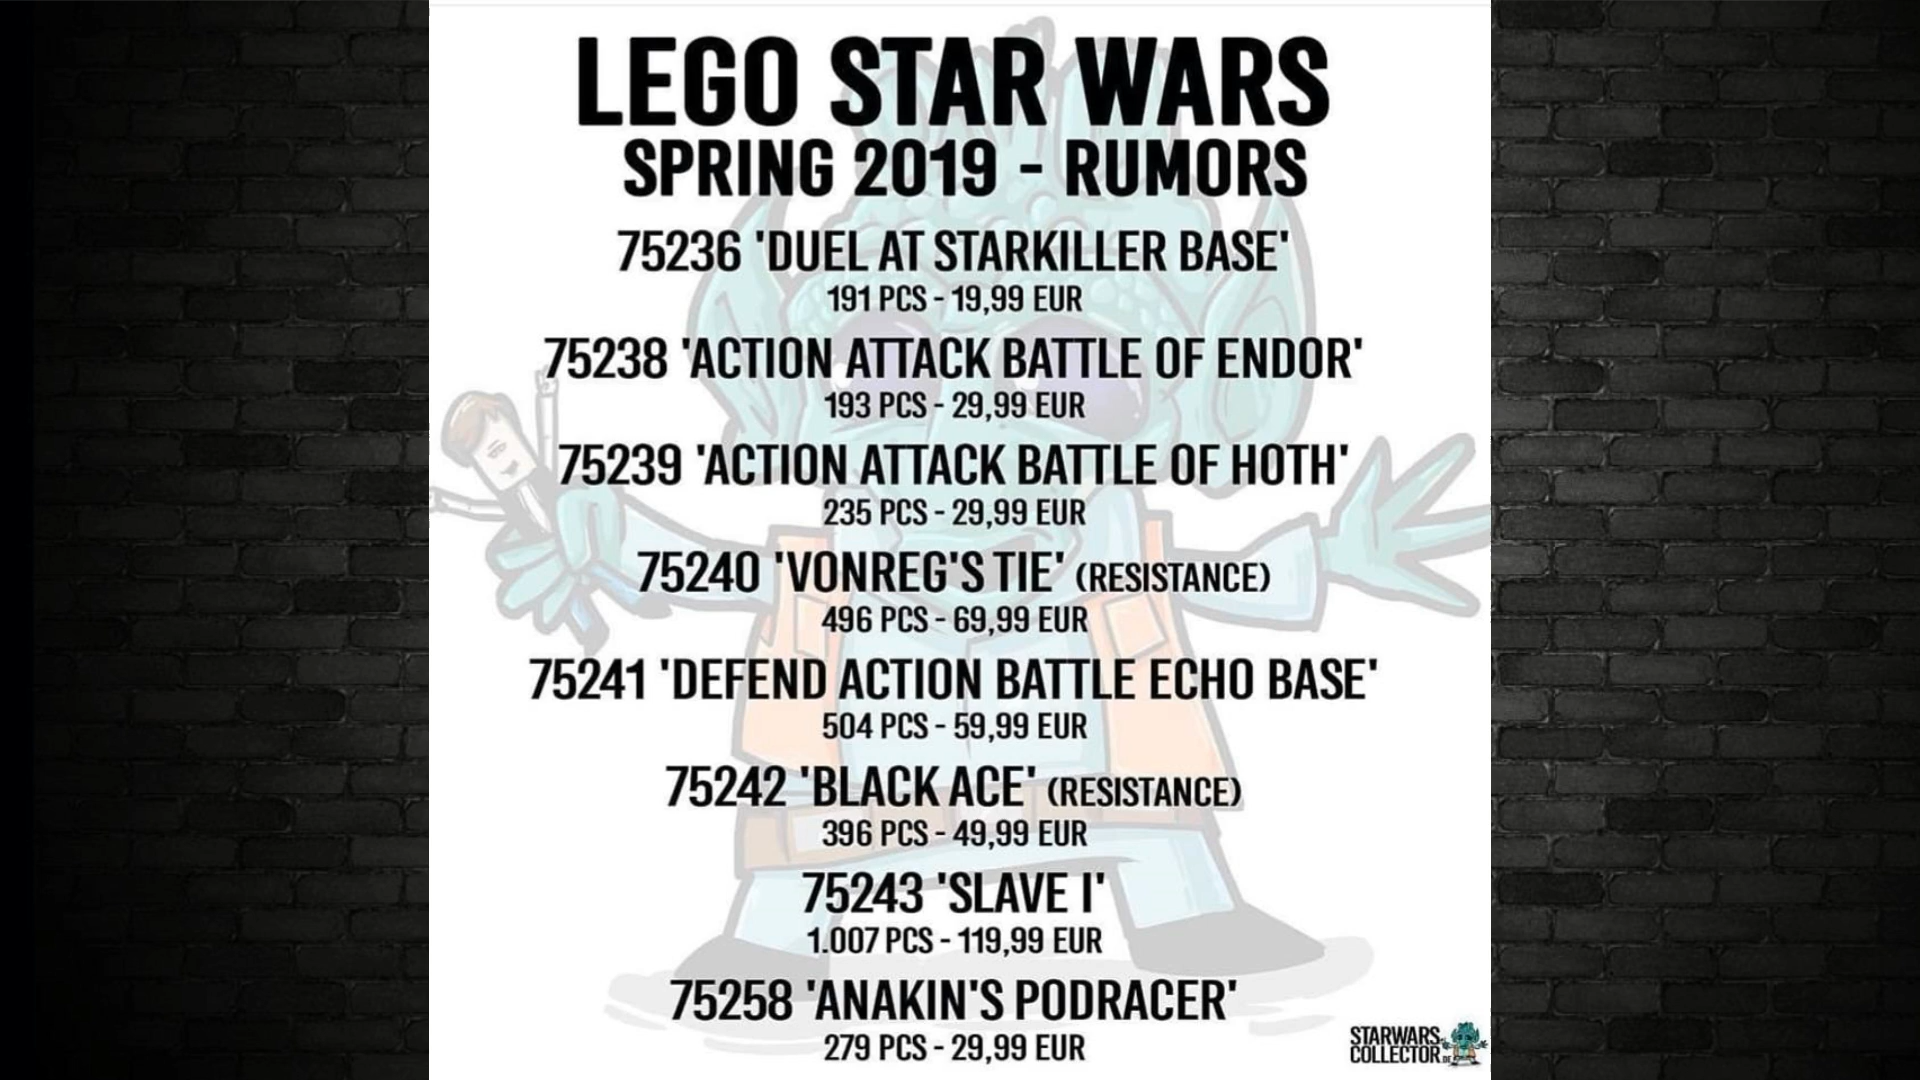 LEGO STAR WARS
SPRING 2019 - RUMORS
75236 'DUEL AT STARKILLER BASE'
191 PCS - 19,99 EUR
75238 'ACTION ATTACK BATTLE OF ENDOR'
193 PCS - 29,99 EUR
75239 'ACTION ATTACK BATTLE OF HOTH'
235 PCS - 29,99 EUR
75240 'VONREG'S TIE' (RESISTANCE)
496 PCS - 69,99 EUR
75241 'DEFEND ACTION BATTLE ECHO BASE'
504 PCS - 59,99 EUR
75242 'BLACK ACE' (RESISTANCE)
396 PCS - 49,99 EUR
75243 'SLAVE I'
1.007 PCS - 119,99 EUR
75258 'ANAKIN'S PODRACER'
279 PCS - 29,99 EUR
STARWARS
COLLECTOR.DE